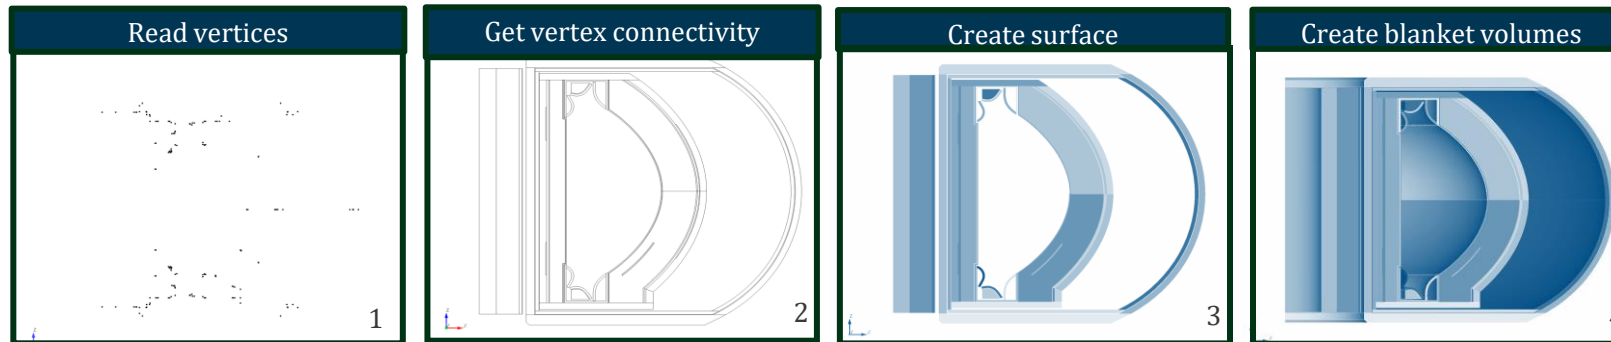 Read vertices
Get vertex connectivity
Create surface
Create blanket volumes
1
2
3